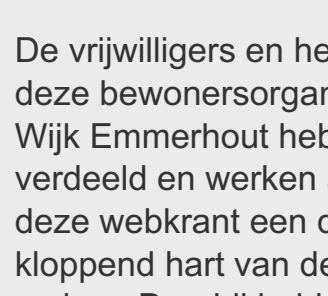 De vrijwilligers en he
deze bewonersorgan
Wijk Emmerhout heb
verdeeld en werken
deze webkrant een
kloppend hart van de